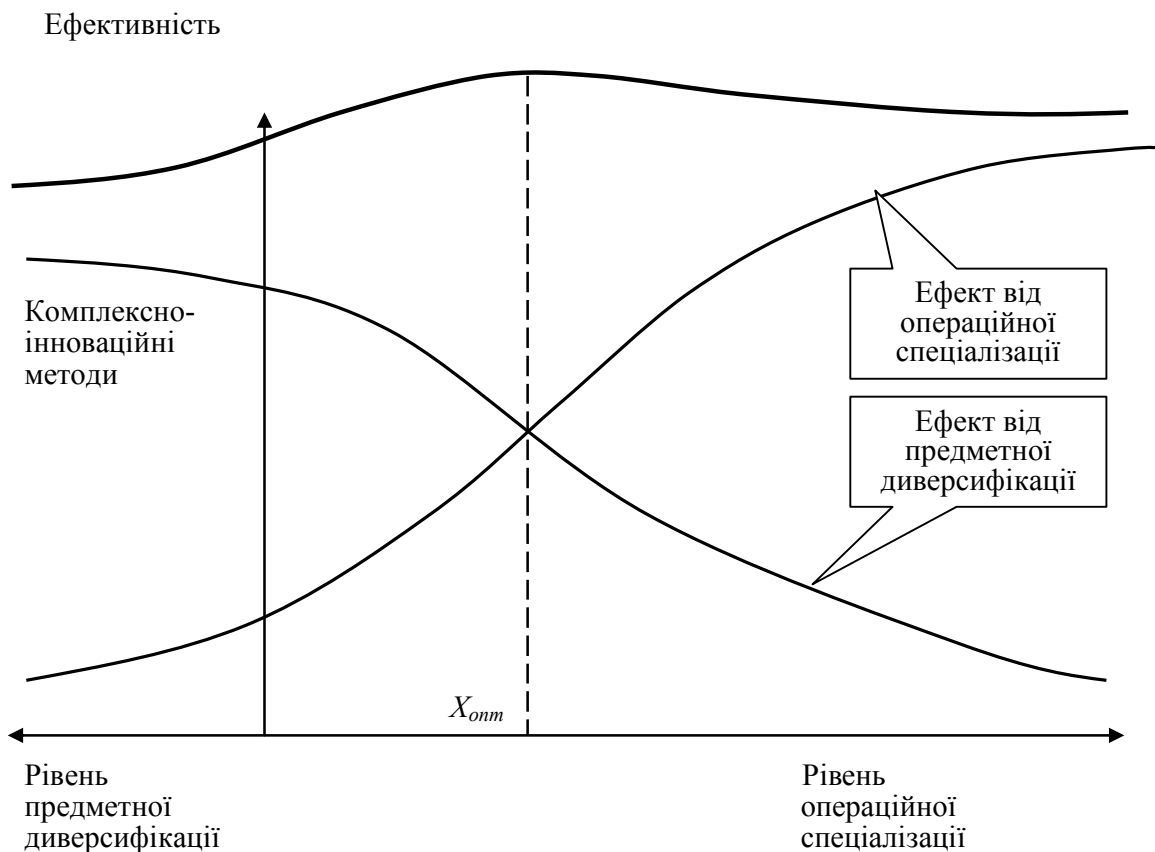 Ефективність
Комплексно-
інноваційні
методи
Ефект від
операційної
спеціалізації
Ефект від
предметної
диверсифікації
Xопт
Рівень
предметної
диверсифікації
Рівень
операційної
спеціалізації